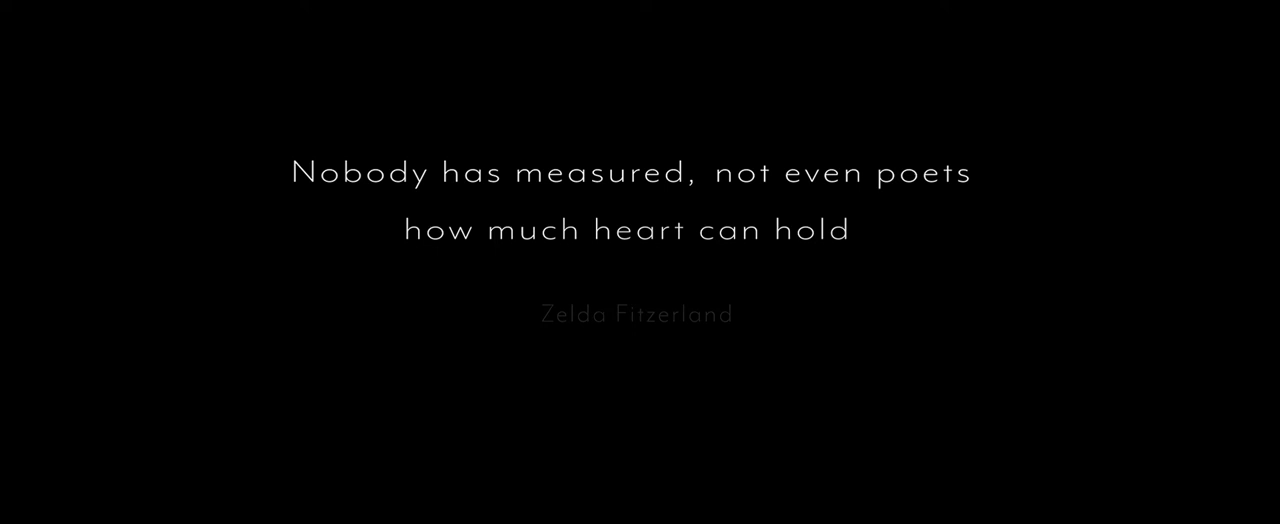 Nobody has measured, not even poets
how much heart can hold
Zelda Fitzerland